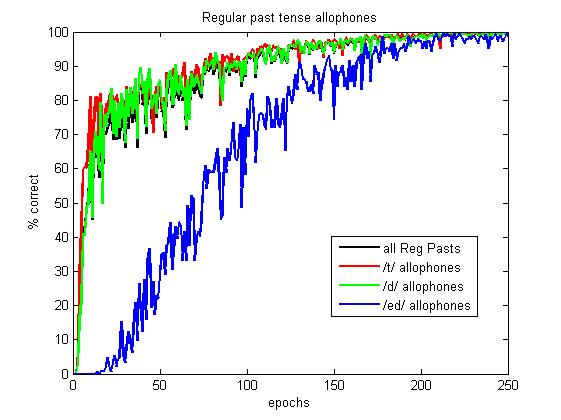 Regular past tense allophones
100
90
80
70
60
50
40
30
20
10
0
% correct
all Reg Pasts
/t/ allophones
/d/ allophones
/ed/ allophones
0 50 100 150 200 250
epochs